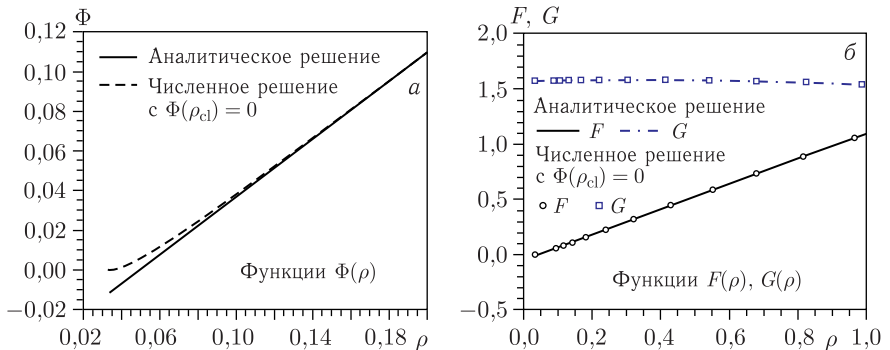 Φ
0,12
0,10
0,08
0,06
0,04
0,02
0,00
−0,02
0,02 0,06 0,10 0,14 0,18 ρ
Аналитическое решение
Численное решение
с Φ(ρcl) = 0
а
Функции Φ(ρ)
F, G
2,0
1,5
1,0
0,5
0,0
−0,5
0,0 0,2 0,4 0,6 0,8 ρ 1,0
б
Аналитическое решение
F G
Численное решение
с Φ(ρcl) = 0
F G
Функции F(ρ), G(ρ)